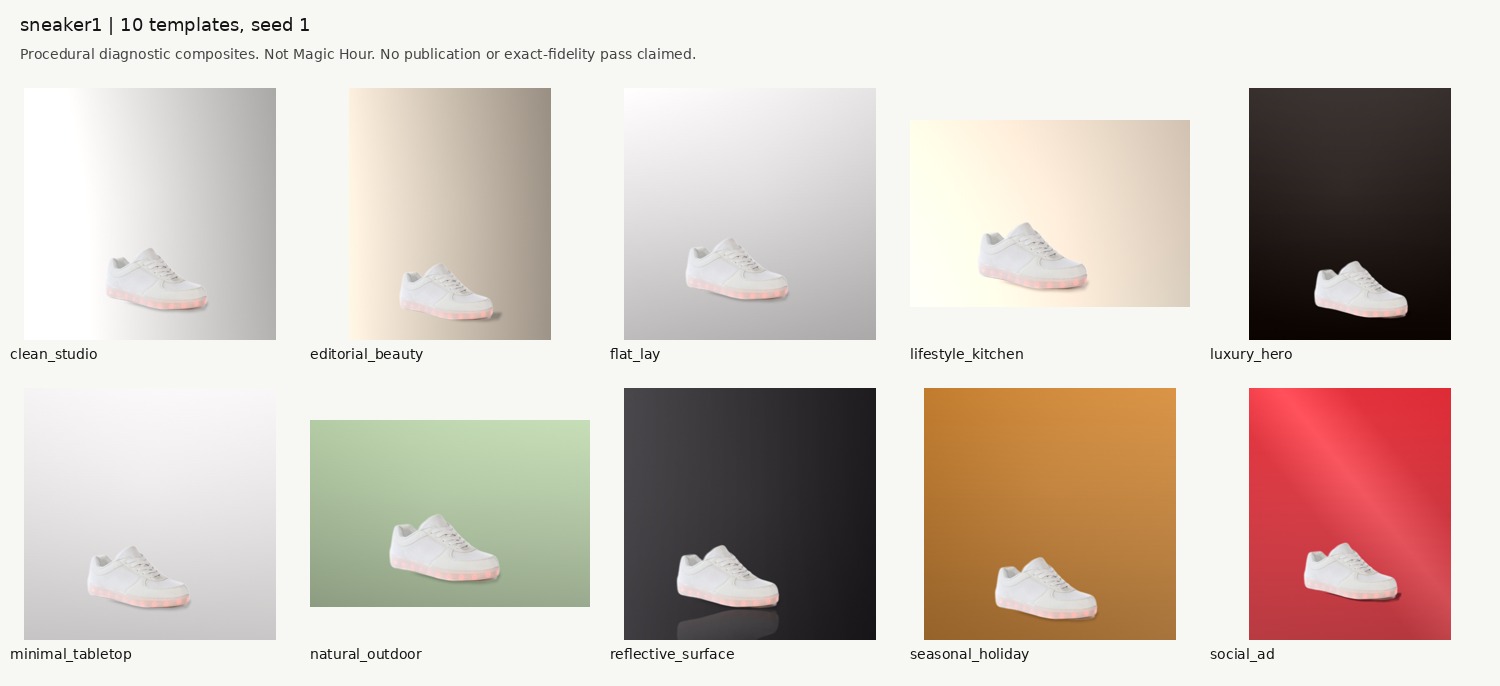 sneaker1 | 10 templates, seed 1
Procedural diagnostic composites. Not Magic Hour. No publication or exact-fidelity pass claimed.
clean_studio
editorial_beauty
flat_lay
lifestyle_kitchen
luxury_hero
minimal_tabletop
natural_outdoor
reflective_surface
seasonal_holiday
social_ad